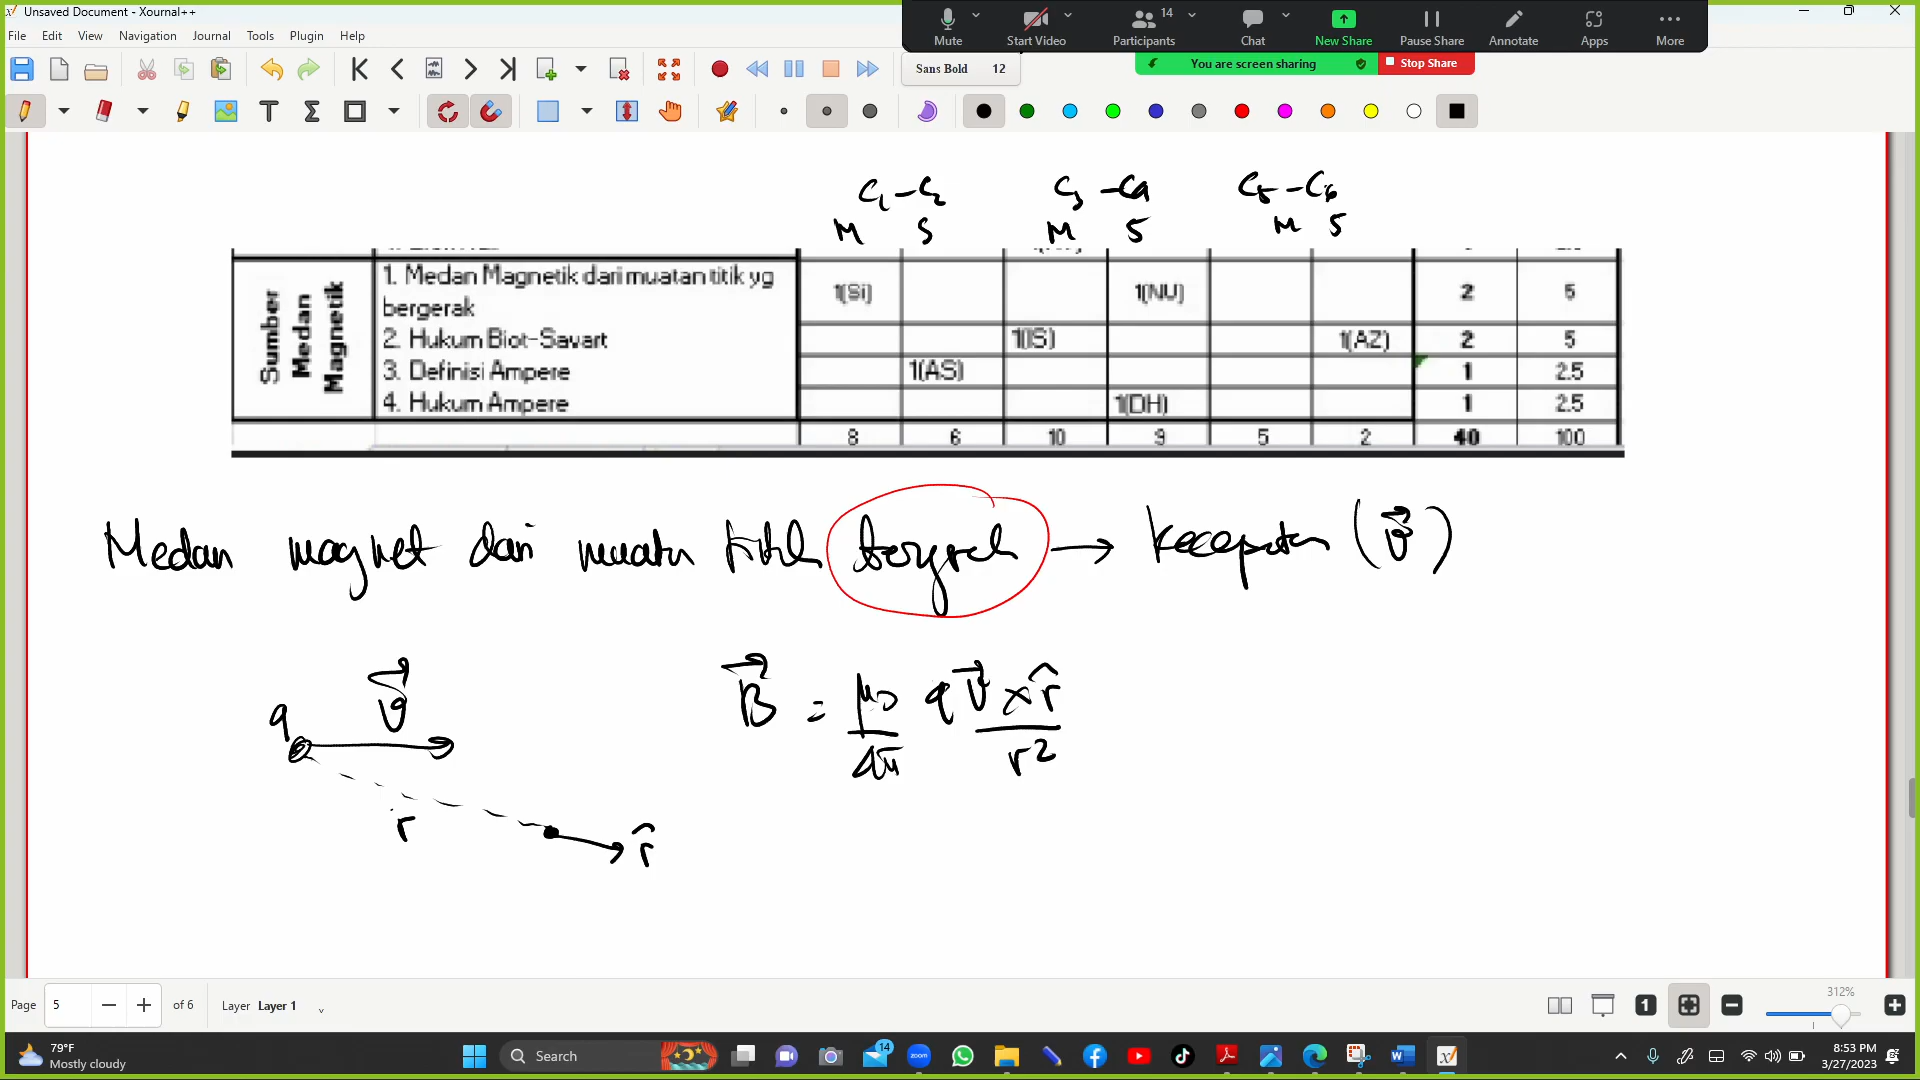 Unsaved Document - Xournal++
File Edit View Navigation Journal Tools Plugin Help
Mute Start Video Participants 14 Chat New Share Pause Share Annotate Apps More
You are screen sharing Stop Share
Sans Bold 12
C1 - C2 C3 - C4 C5 - C6
M S M S M S
Sumber Medan Magnetik
1. Medan Magnetik dari muatan titik yg bergerak 1(Si) 1(NU) 2 5
2. Hukum Biot-Savart 1(IS) 1(AZ) 2 5
3. Definisi Ampere 1(AS) 1 2.5
4. Hukum Ampere 1(DH) 1 2.5
8 6 10 9 5 2 40 100
Medan magnet dari muatan titik bergerak → kecepatan (v⃗)
q v⃗
B⃗ = μ0/4π q v⃗ × r̂ / r²
r r̂
Page 5 of 6 Layer Layer 1 312%
1
79°F
Mostly cloudy
Search
14
zoom
8:53 PM
3/27/2023